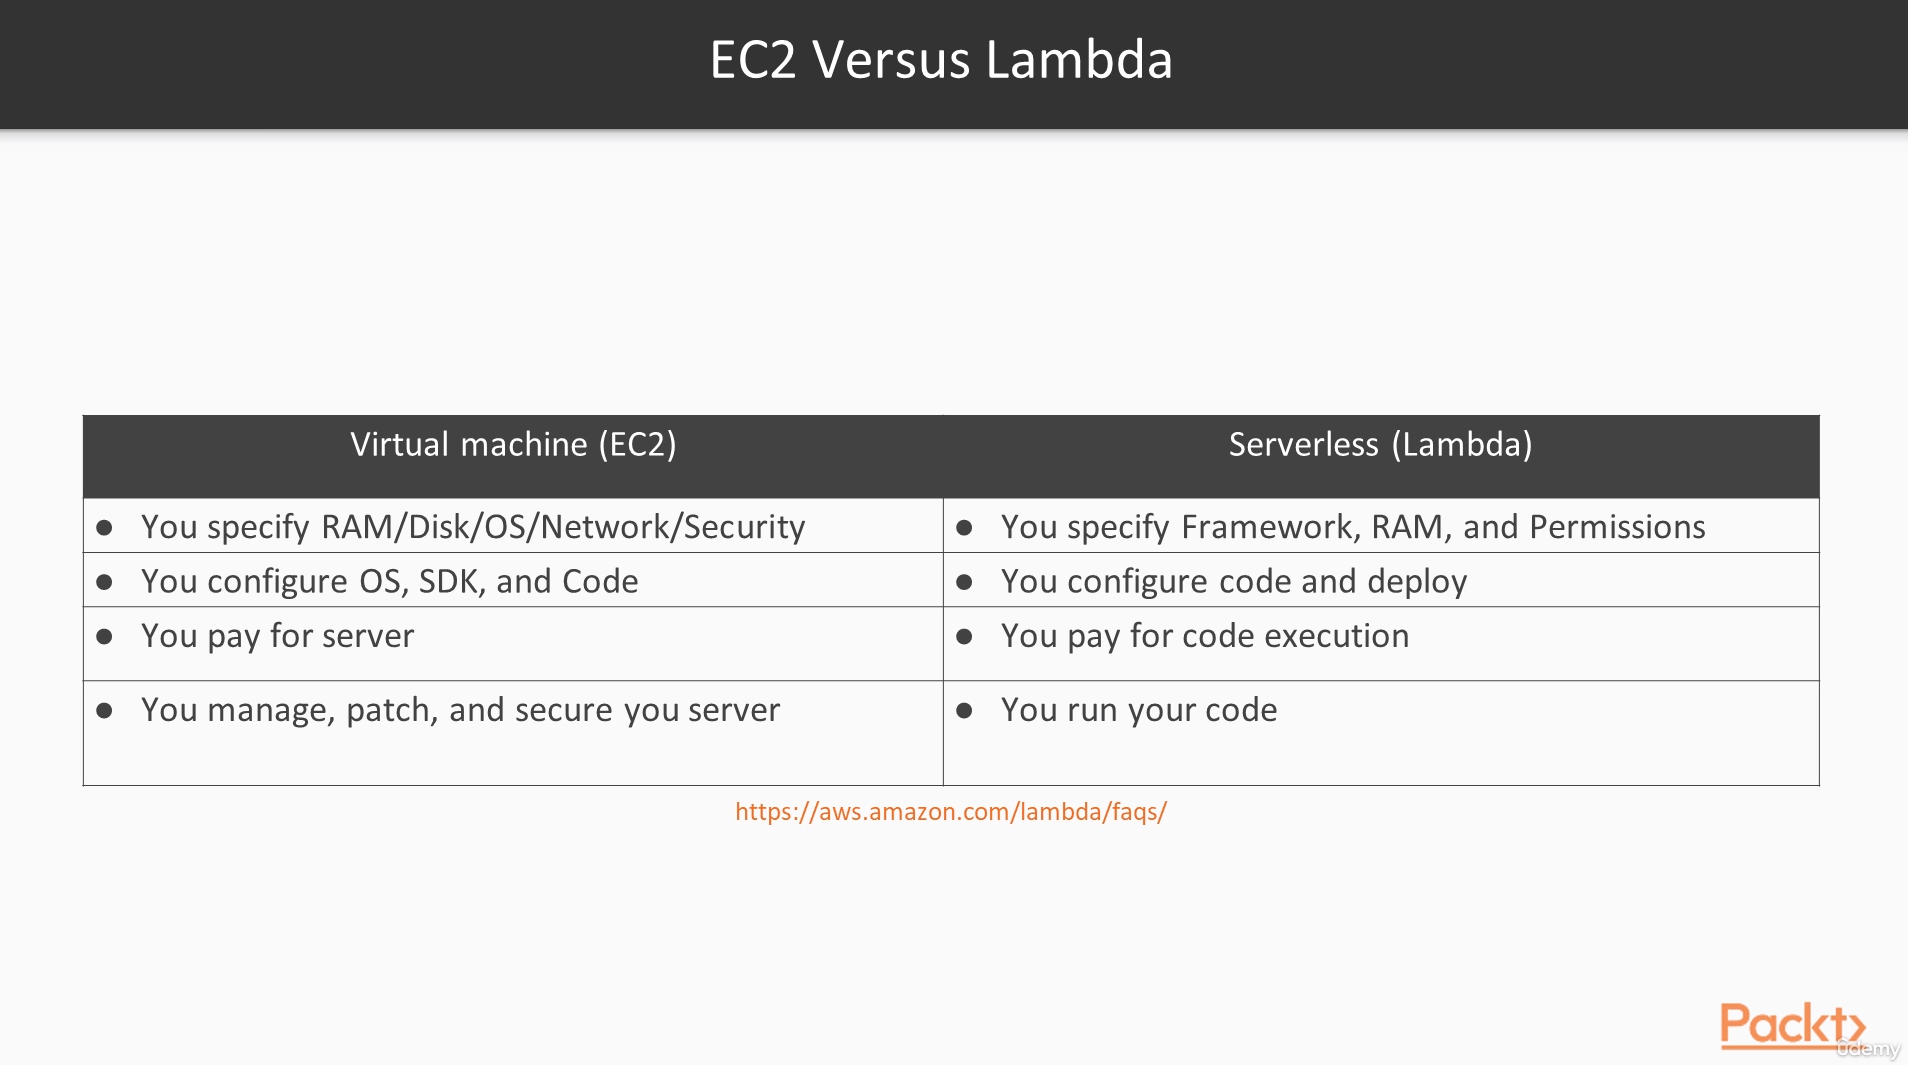 EC2 Versus Lambda
Virtual machine (EC2)
Serverless (Lambda)
● You specify RAM/Disk/OS/Network/Security
● You specify Framework, RAM, and Permissions
● You configure OS, SDK, and Code
● You configure code and deploy
● You pay for server
● You pay for code execution
● You manage, patch, and secure you server
● You run your code
https://aws.amazon.com/lambda/faqs/
Packt>
ûdemy